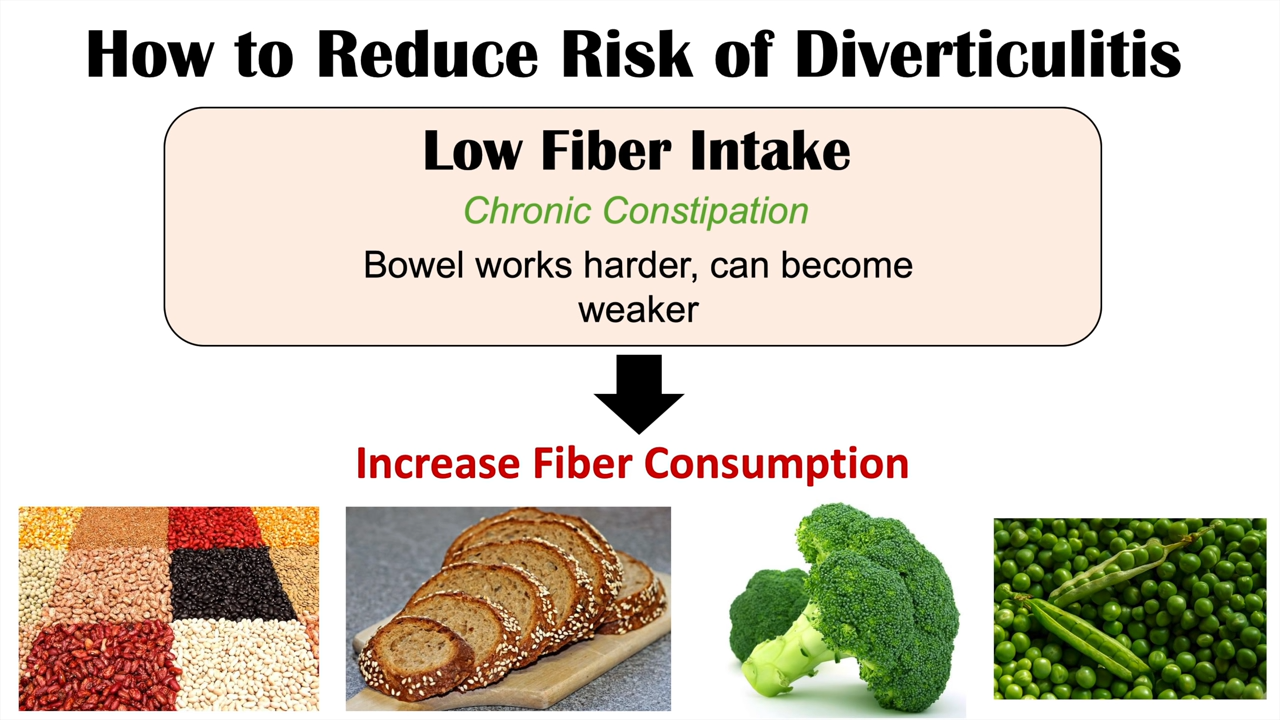 How to Reduce Risk of Diverticulitis
Low Fiber Intake
Chronic Constipation
Bowel works harder, can become
weaker
Increase Fiber Consumption